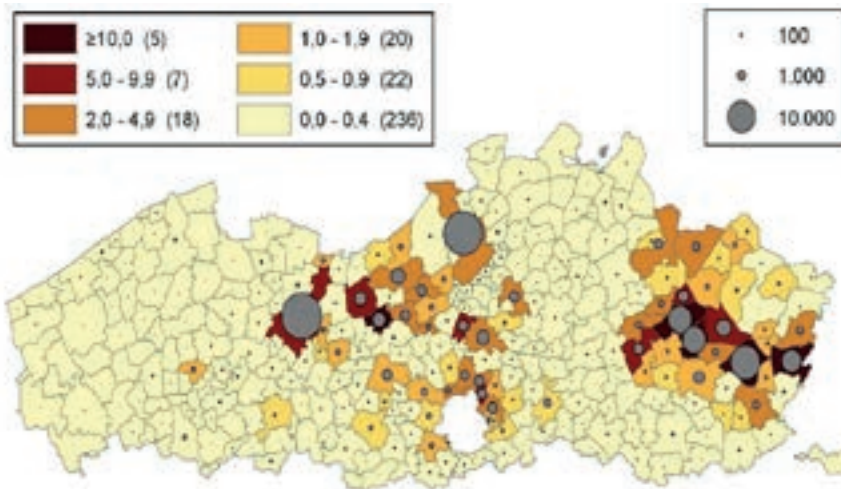 ≥10,0 (5)
5,0 - 9,9 (7)
2,0 - 4,9 (18)
1,0 - 1,9 (20)
0,5 - 0,9 (22)
0,0 - 0,4 (236)
100
1.000
10.000